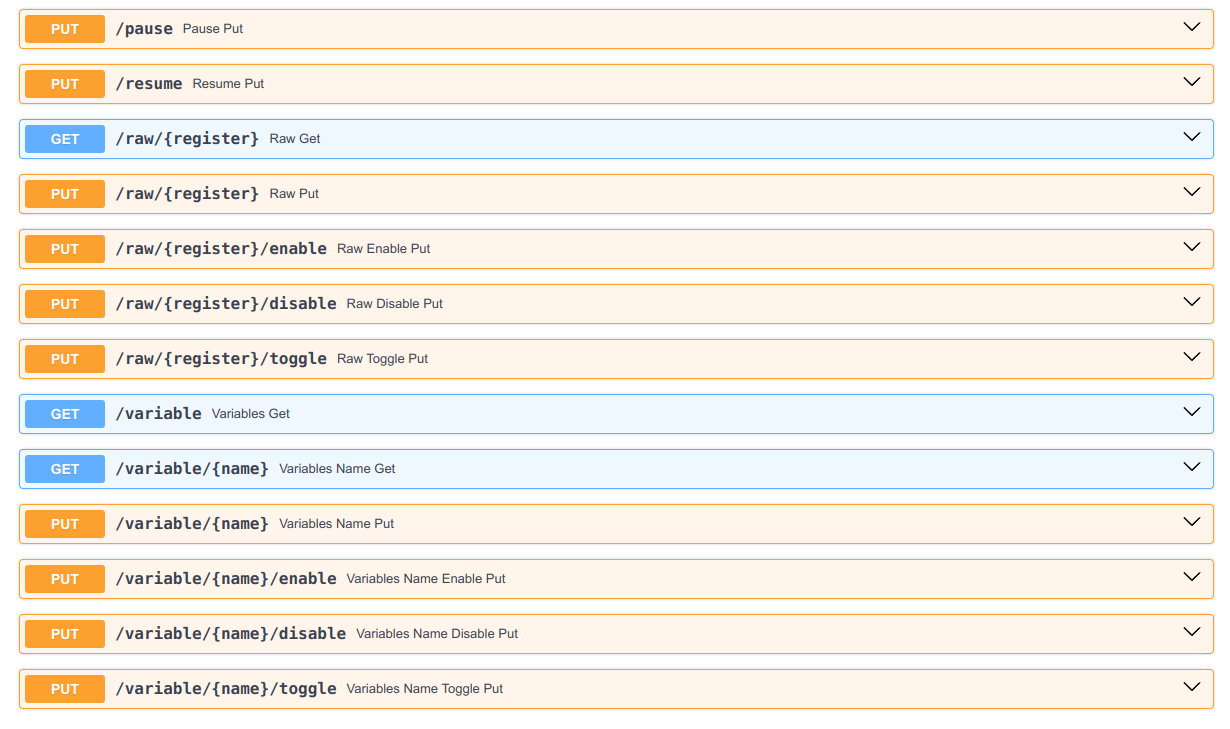 PUT /pause Pause Put
PUT /resume Resume Put
GET /raw/{register} Raw Get
PUT /raw/{register} Raw Put
PUT /raw/{register}/enable Raw Enable Put
PUT /raw/{register}/disable Raw Disable Put
PUT /raw/{register}/toggle Raw Toggle Put
GET /variable Variables Get
GET /variable/{name} Variables Name Get
PUT /variable/{name} Variables Name Put
PUT /variable/{name}/enable Variables Name Enable Put
PUT /variable/{name}/disable Variables Name Disable Put
PUT /variable/{name}/toggle Variables Name Toggle Put